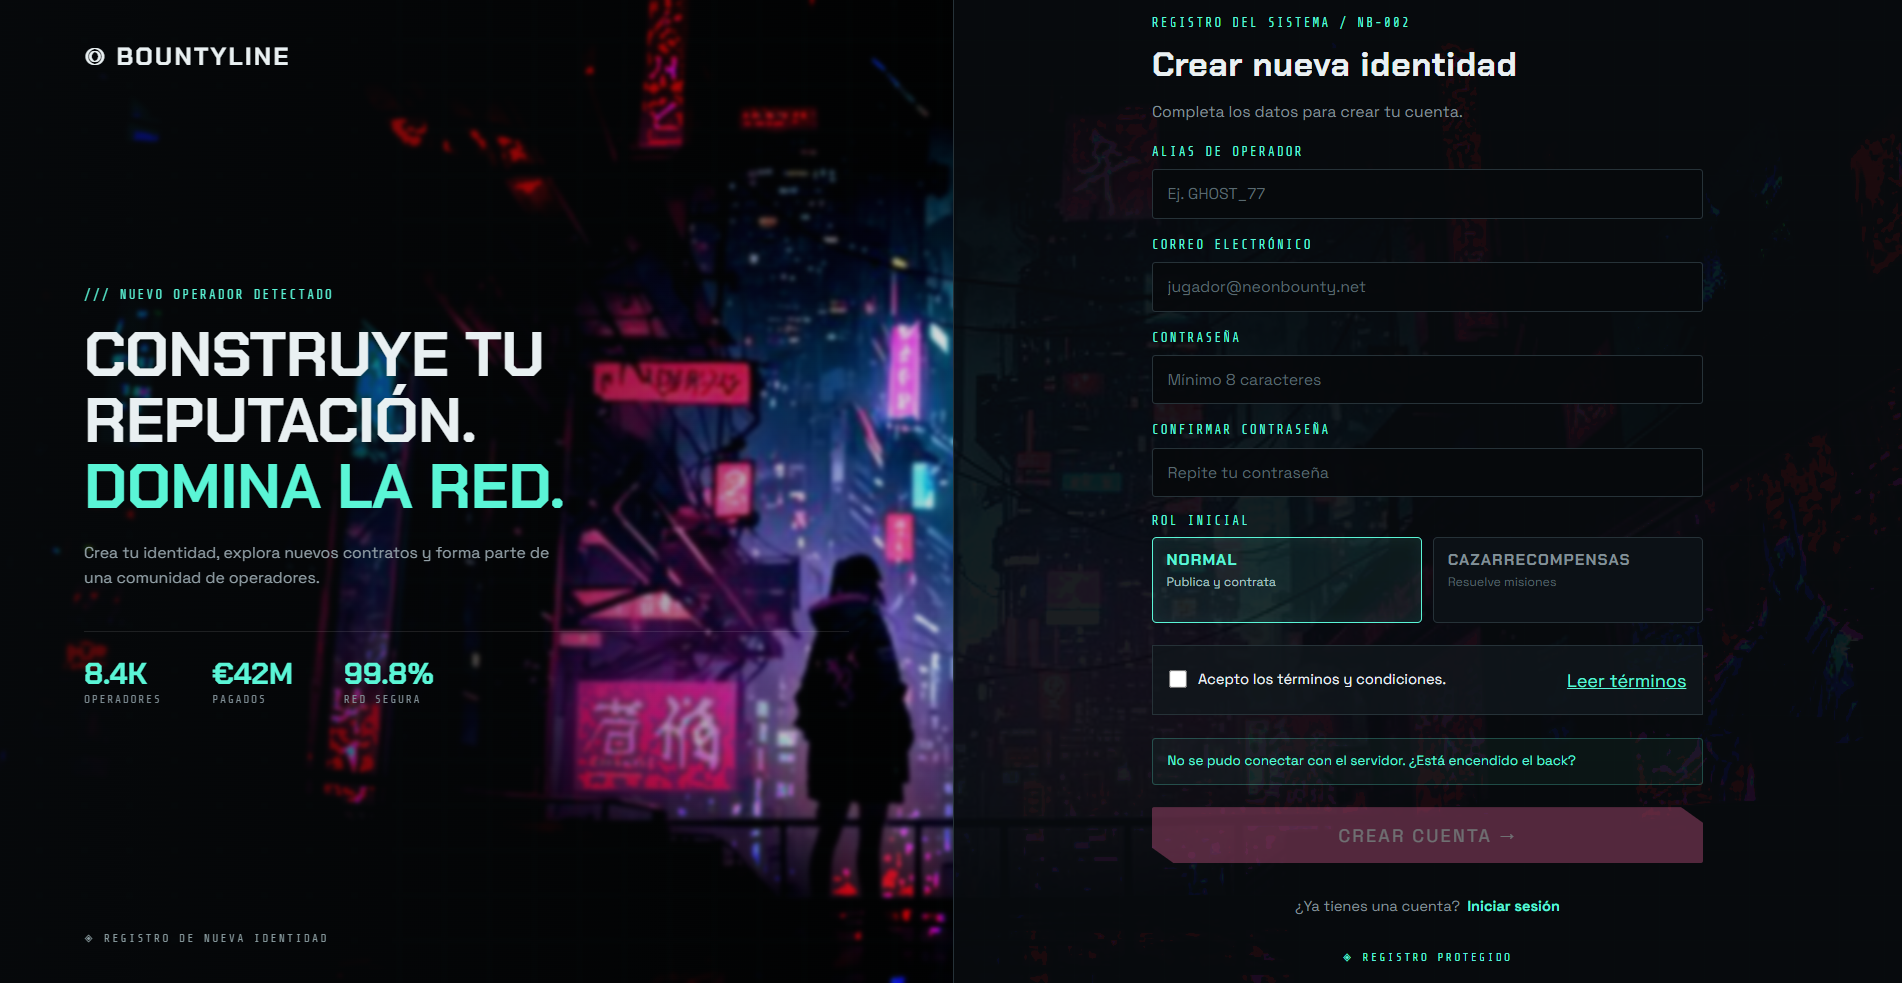 BOUNTYLINE
/// NUEVO OPERADOR DETECTADO
CONSTRUYE TU
REPUTACIÓN.
DOMINA LA RED.
Crea tu identidad, explora nuevos contratos y forma parte de
una comunidad de operadores.
8.4K
OPERADORES
€42M
PAGADOS
99.8%
RED SEGURA
◈ REGISTRO DE NUEVA IDENTIDAD
REGISTRO DEL SISTEMA / NB-002
Crear nueva identidad
Completa los datos para crear tu cuenta.
ALIAS DE OPERADOR
Ej. GHOST_77
CORREO ELECTRÓNICO
jugador@neonbounty.net
CONTRASEÑA
Mínimo 8 caracteres
CONFIRMAR CONTRASEÑA
Repite tu contraseña
ROL INICIAL
NORMAL
Publica y contrata
CAZARRECOMPENSAS
Resuelve misiones
Acepto los términos y condiciones.
Leer términos
No se pudo conectar con el servidor. ¿Está encendido el back?
CREAR CUENTA →
¿Ya tienes una cuenta? Iniciar sesión
◈ REGISTRO PROTEGIDO